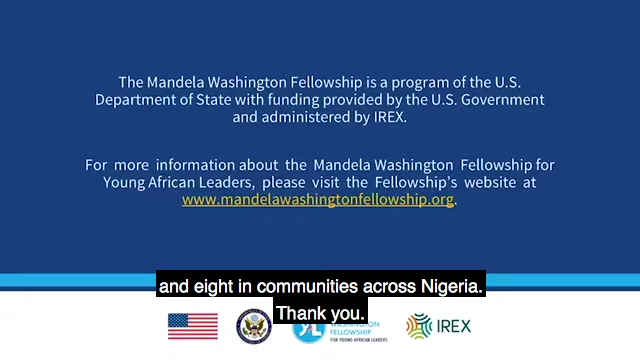 The Mandela Washington Fellowship is a program of the U.S.
Department of State with funding provided by the U.S. Government
and administered by IREX.
For more information about the Mandela Washington Fellowship for
Young African Leaders, please visit the Fellowship's website at
www.mandelawashingtonfellowship.org.
and eight in communities across Nigeria.
Thank you.
WASHINGTON
FELLOWSHIP
FOR YOUNG AFRICAN LEADERS
IREX